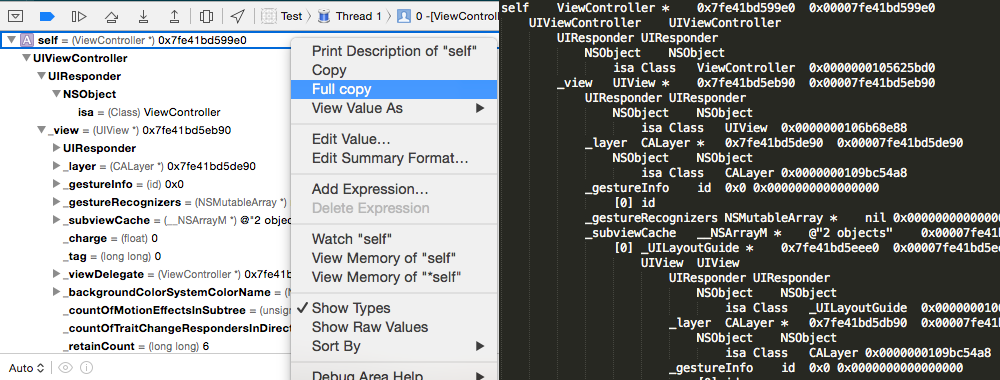 Test Thread 1 0 -[ViewControll
self = (ViewController *) 0x7fe41bd599e0
UIViewController
UIResponder
NSObject
isa = (Class) ViewController
_view = (UIView *) 0x7fe41bd5eb90
UIResponder
_layer = (CALayer *) 0x7fe41bd5de90
_gestureInfo = (id) 0x0
_gestureRecognizers = (NSMutableArray
_subviewCache = (__NSArrayM *) @"2 objec
_charge = (float) 0
_tag = (long long) 0
_viewDelegate = (ViewController *) 0x7fe41b
_backgroundColorSystemColorName = (N
_countOfMotionEffectsInSubtree = (unsign
_countOfTraitChangeRespondersInDirect
_retainCount = (long long) 6
Auto
Print Description of "self"
Copy
Full copy
View Value As
Edit Value...
Edit Summary Format...
Add Expression...
Delete Expression
Watch "self"
View Memory of "self"
View Memory of "*self"
Show Types
Show Raw Values
Sort By
Debug Area Help
self ViewController * 0x7fe41bd599e0 0x00007fe41bd599e0
UIViewController UIViewController
UIResponder UIResponder
NSObject NSObject
isa Class ViewController 0x0000000105625bd0
_view UIView * 0x7fe41bd5eb90 0x00007fe41bd5eb90
UIResponder UIResponder
NSObject NSObject
isa Class UIView 0x0000000106b68e88
_layer CALayer * 0x7fe41bd5de90 0x00007fe41bd5de90
NSObject NSObject
isa Class CALayer 0x0000000109bc54a8
_gestureInfo id 0x0 0x0000000000000000
[0] id
_gestureRecognizers NSMutableArray * nil 0x0000000000000
_subviewCache __NSArrayM * @"2 objects" 0x00007fe41
[0] _UILayoutGuide * 0x7fe41bd5eee0 0x00007fe41bd5ee
UIView UIView
UIResponder UIResponder
NSObject NSObject
isa Class _UILayoutGuide 0x0000000100
_layer CALayer * 0x7fe41bd5db90 0x00007fe41bd5db90
NSObject NSObject
isa Class CALayer 0x0000000109bc54a8
_gestureInfo id 0x0 0x0000000000000000
[0] id